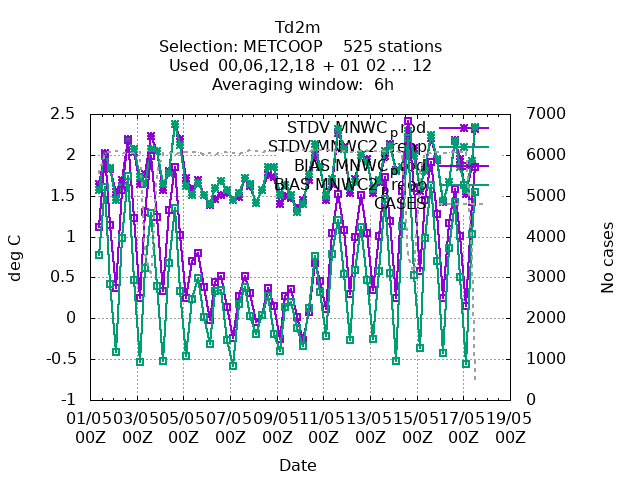 Td2m
Selection: METCOOP 525 stations
Used 00,06,12,18 + 01 02 ... 12
Averaging window: 6h
2.5
2
1.5
1
0.5
0
-0.5
-1
deg C
7000
6000
5000
4000
3000
2000
1000
0
No cases
STDV MNWC_prod
STDV MNWC2_preop
BIAS MNWC_prod
BIAS MNWC2_preop
CASES
01/05 03/05 05/05 07/05 09/05 11/05 13/05 15/05 17/05 19/05
00Z 00Z 00Z 00Z 00Z 00Z 00Z 00Z 00Z 00Z
Date